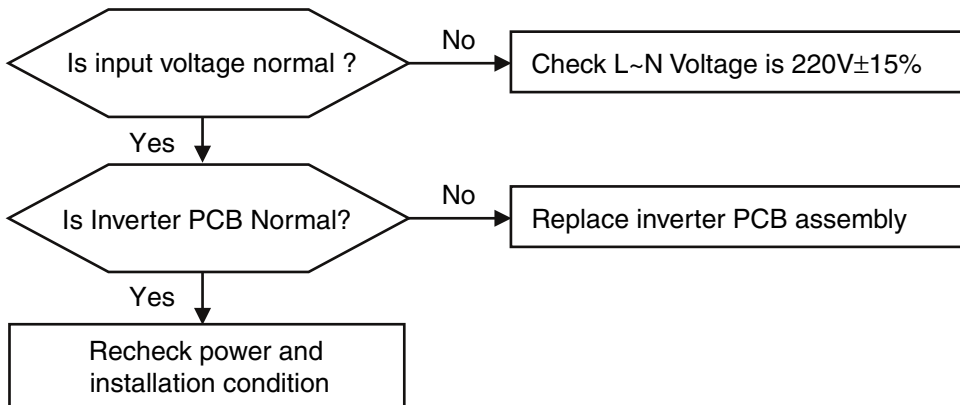 Is input voltage normal ?
No
Check L~N Voltage is 220V±15%
Yes
Is Inverter PCB Normal?
No
Replace inverter PCB assembly
Yes
Recheck power and
installation condition